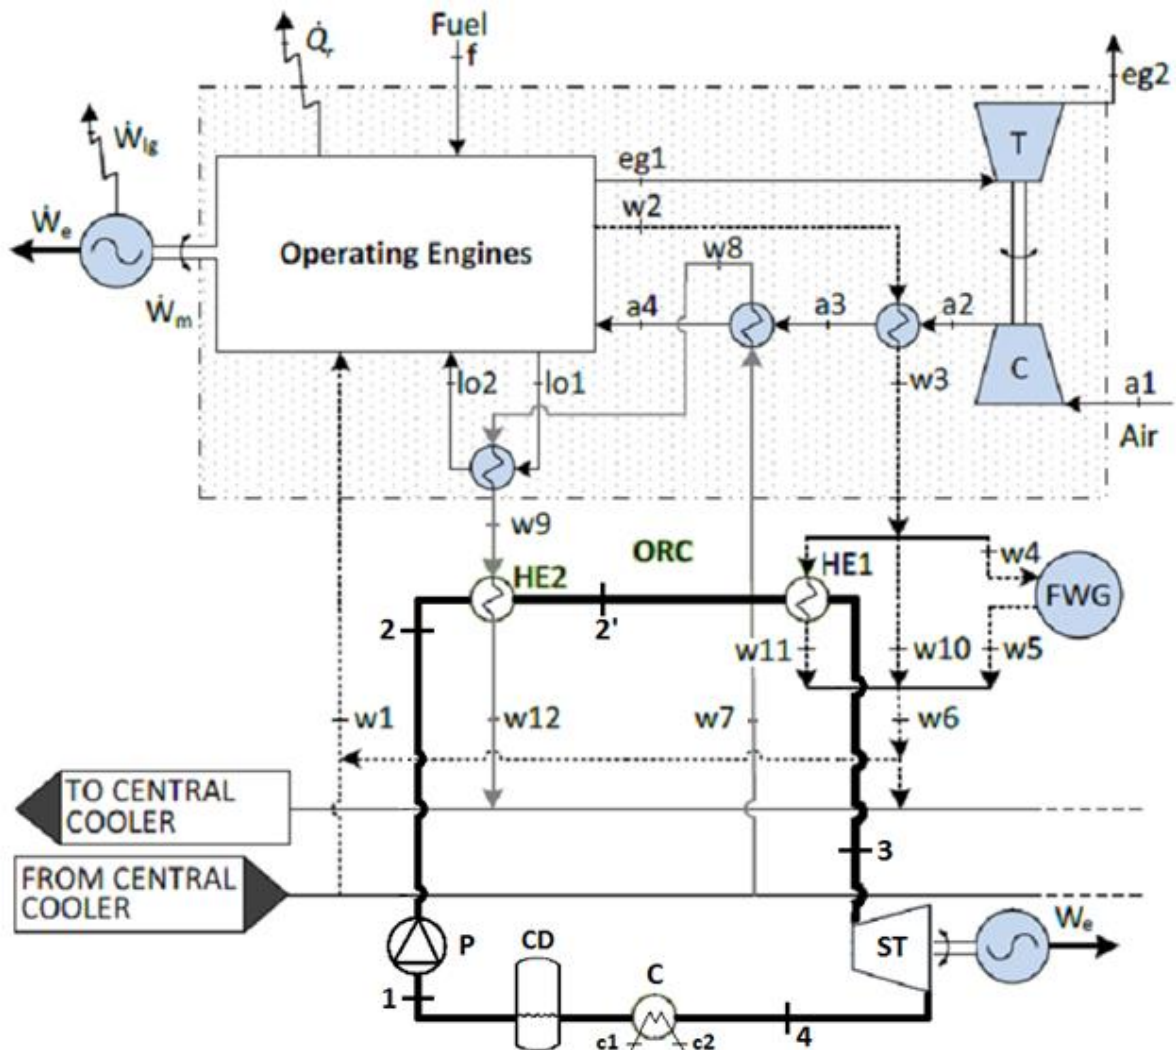 Q̇r
Fuel
f
eg2
Ẇlg
T
eg1
w2
Ẇe
Operating Engines
w8
Ẇm
a4
a3
a2
lo2
lo1
w3
C
a1
Air
w9
ORC
w4
HE2
HE1
FWG
2
2'
w11
w10
w5
w1
w12
w7
w6
TO CENTRAL
COOLER
3
FROM CENTRAL
COOLER
Ẇe
P
CD
ST
C
1
4
c1
c2